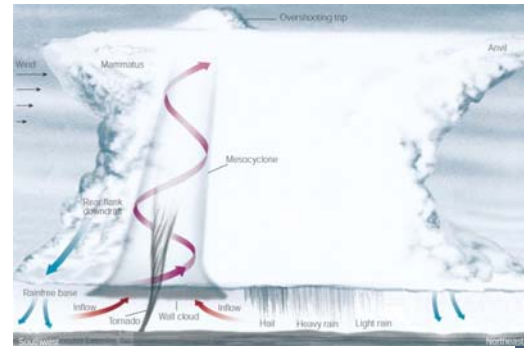 Overshooting top
Wind
Mammatus
Anvil
Mesocyclone
Rear flank
downdraft
Rainfree base
Inflow
Tornado
Wall cloud
Inflow
Hail
Heavy rain
Light rain
Southwest
Northeast